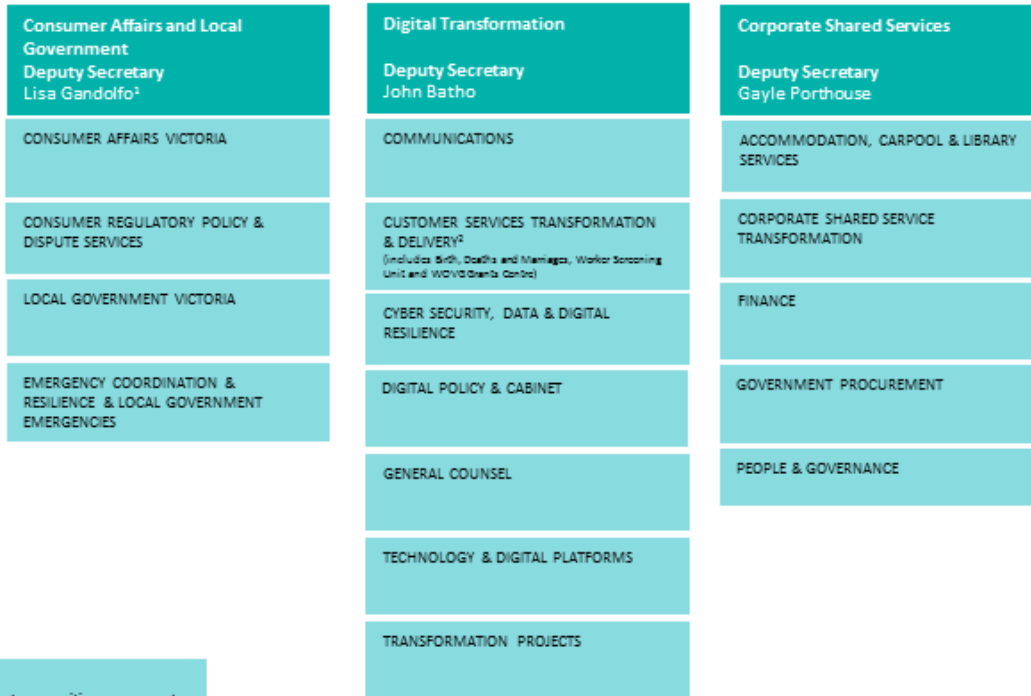 Consumer Affairs and Local
Government
Deputy Secretary
Lisa Gandolfo¹
CONSUMER AFFAIRS VICTORIA
CONSUMER REGULATORY POLICY &
DISPUTE SERVICES
LOCAL GOVERNMENT VICTORIA
EMERGENCY COORDINATION &
RESILIENCE & LOCAL GOVERNMENT
EMERGENCIES
Digital Transformation
Deputy Secretary
John Batho
COMMUNICATIONS
CUSTOMER SERVICES TRANSFORMATION
& DELIVERY²
(includes Birth, Deaths and Marriages, Worker Screening
Unit and WOVG Grants Centre)
CYBER SECURITY, DATA & DIGITAL
RESILIENCE
DIGITAL POLICY & CABINET
GENERAL COUNSEL
TECHNOLOGY & DIGITAL PLATFORMS
TRANSFORMATION PROJECTS
Corporate Shared Services
Deputy Secretary
Gayle Porthouse
ACCOMMODATION, CARPOOL & LIBRARY
SERVICES
CORPORATE SHARED SERVICE
TRANSFORMATION
FINANCE
GOVERNMENT PROCUREMENT
PEOPLE & GOVERNANCE